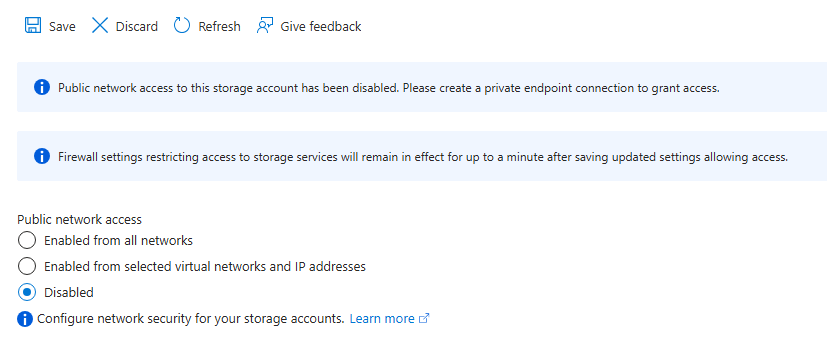 Save Discard Refresh Give feedback
Public network access to this storage account has been disabled. Please create a private endpoint connection to grant access.
Firewall settings restricting access to storage services will remain in effect for up to a minute after saving updated settings allowing access.
Public network access
Enabled from all networks
Enabled from selected virtual networks and IP addresses
Disabled
Configure network security for your storage accounts. Learn more